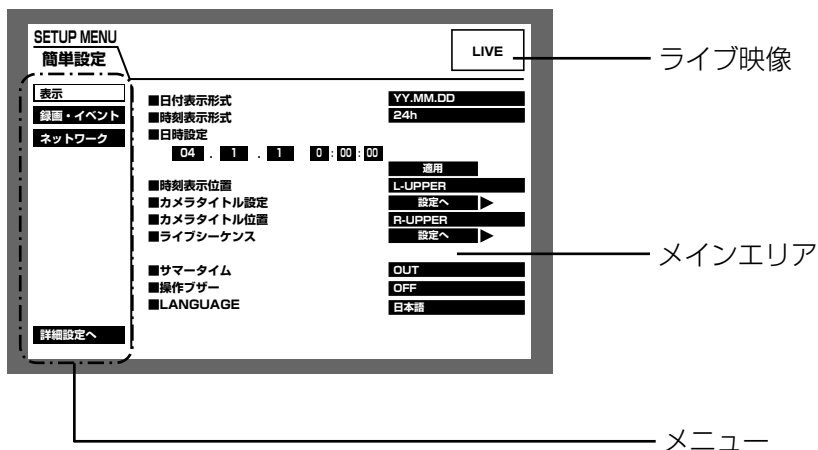 SETUP MENU
簡単設定
LIVE
ライブ映像
表示
録画・イベント
ネットワーク
■日付表示形式 YY.MM.DD
■時刻表示形式 24h
■日時設定
04 . 1 . 1 0 : 00 : 00
適用
■時刻表示位置 L-UPPER
■カメラタイトル設定 設定へ ▶
■カメラタイトル位置 R-UPPER
■ライブシーケンス 設定へ ▶
メインエリア
■サマータイム OUT
■操作ブザー OFF
■LANGUAGE 日本語
詳細設定へ
メニュー